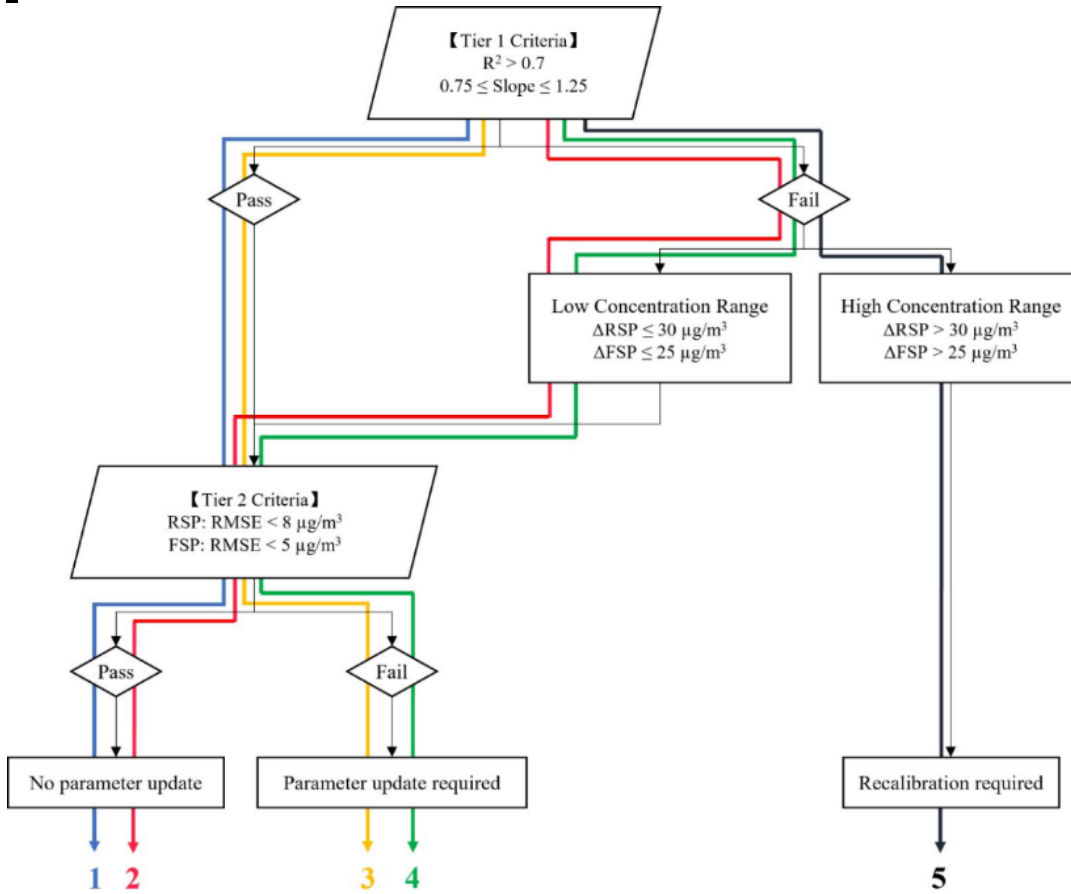 【Tier 1 Criteria】
R² > 0.7
0.75 ≤ Slope ≤ 1.25
Pass
Fail
Low Concentration Range
ΔRSP ≤ 30 µg/m³
ΔFSP ≤ 25 µg/m³
High Concentration Range
ΔRSP > 30 µg/m³
ΔFSP > 25 µg/m³
【Tier 2 Criteria】
RSP: RMSE < 8 µg/m³
FSP: RMSE < 5 µg/m³
Pass
Fail
No parameter update
Parameter update required
Recalibration required
1
2
3
4
5